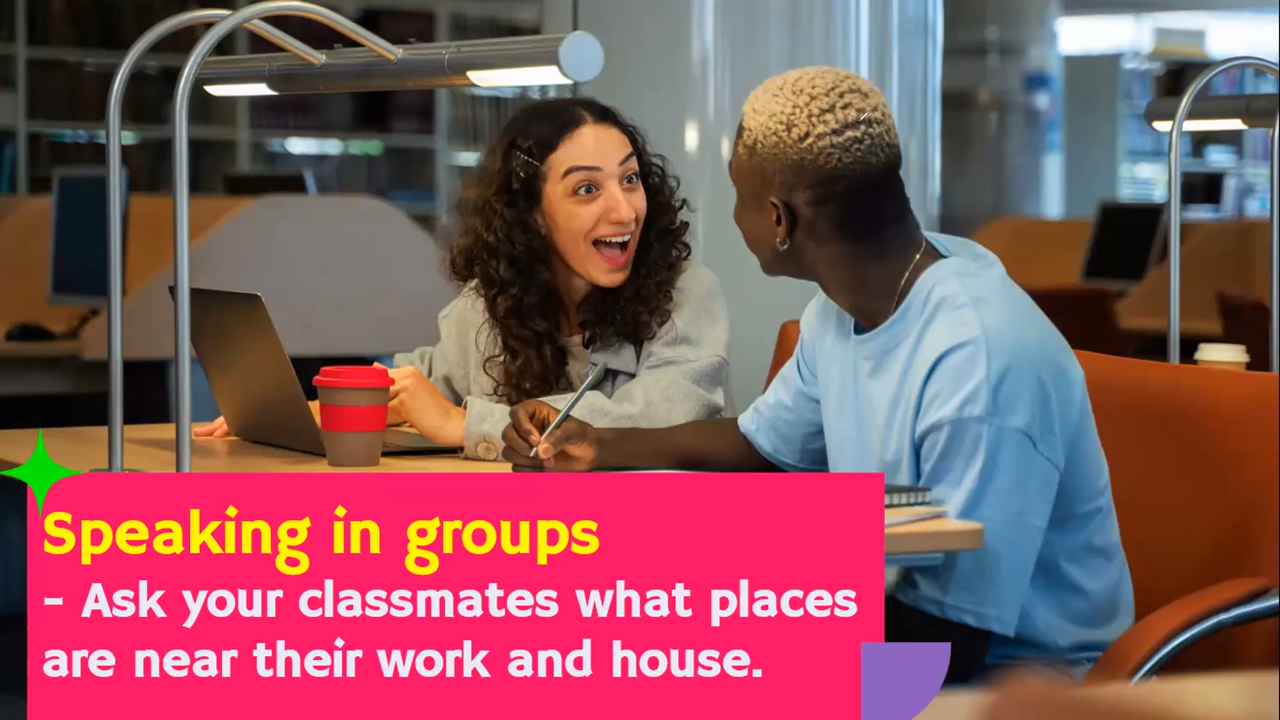 Speaking in groups
- Ask your classmates what places
are near their work and house.